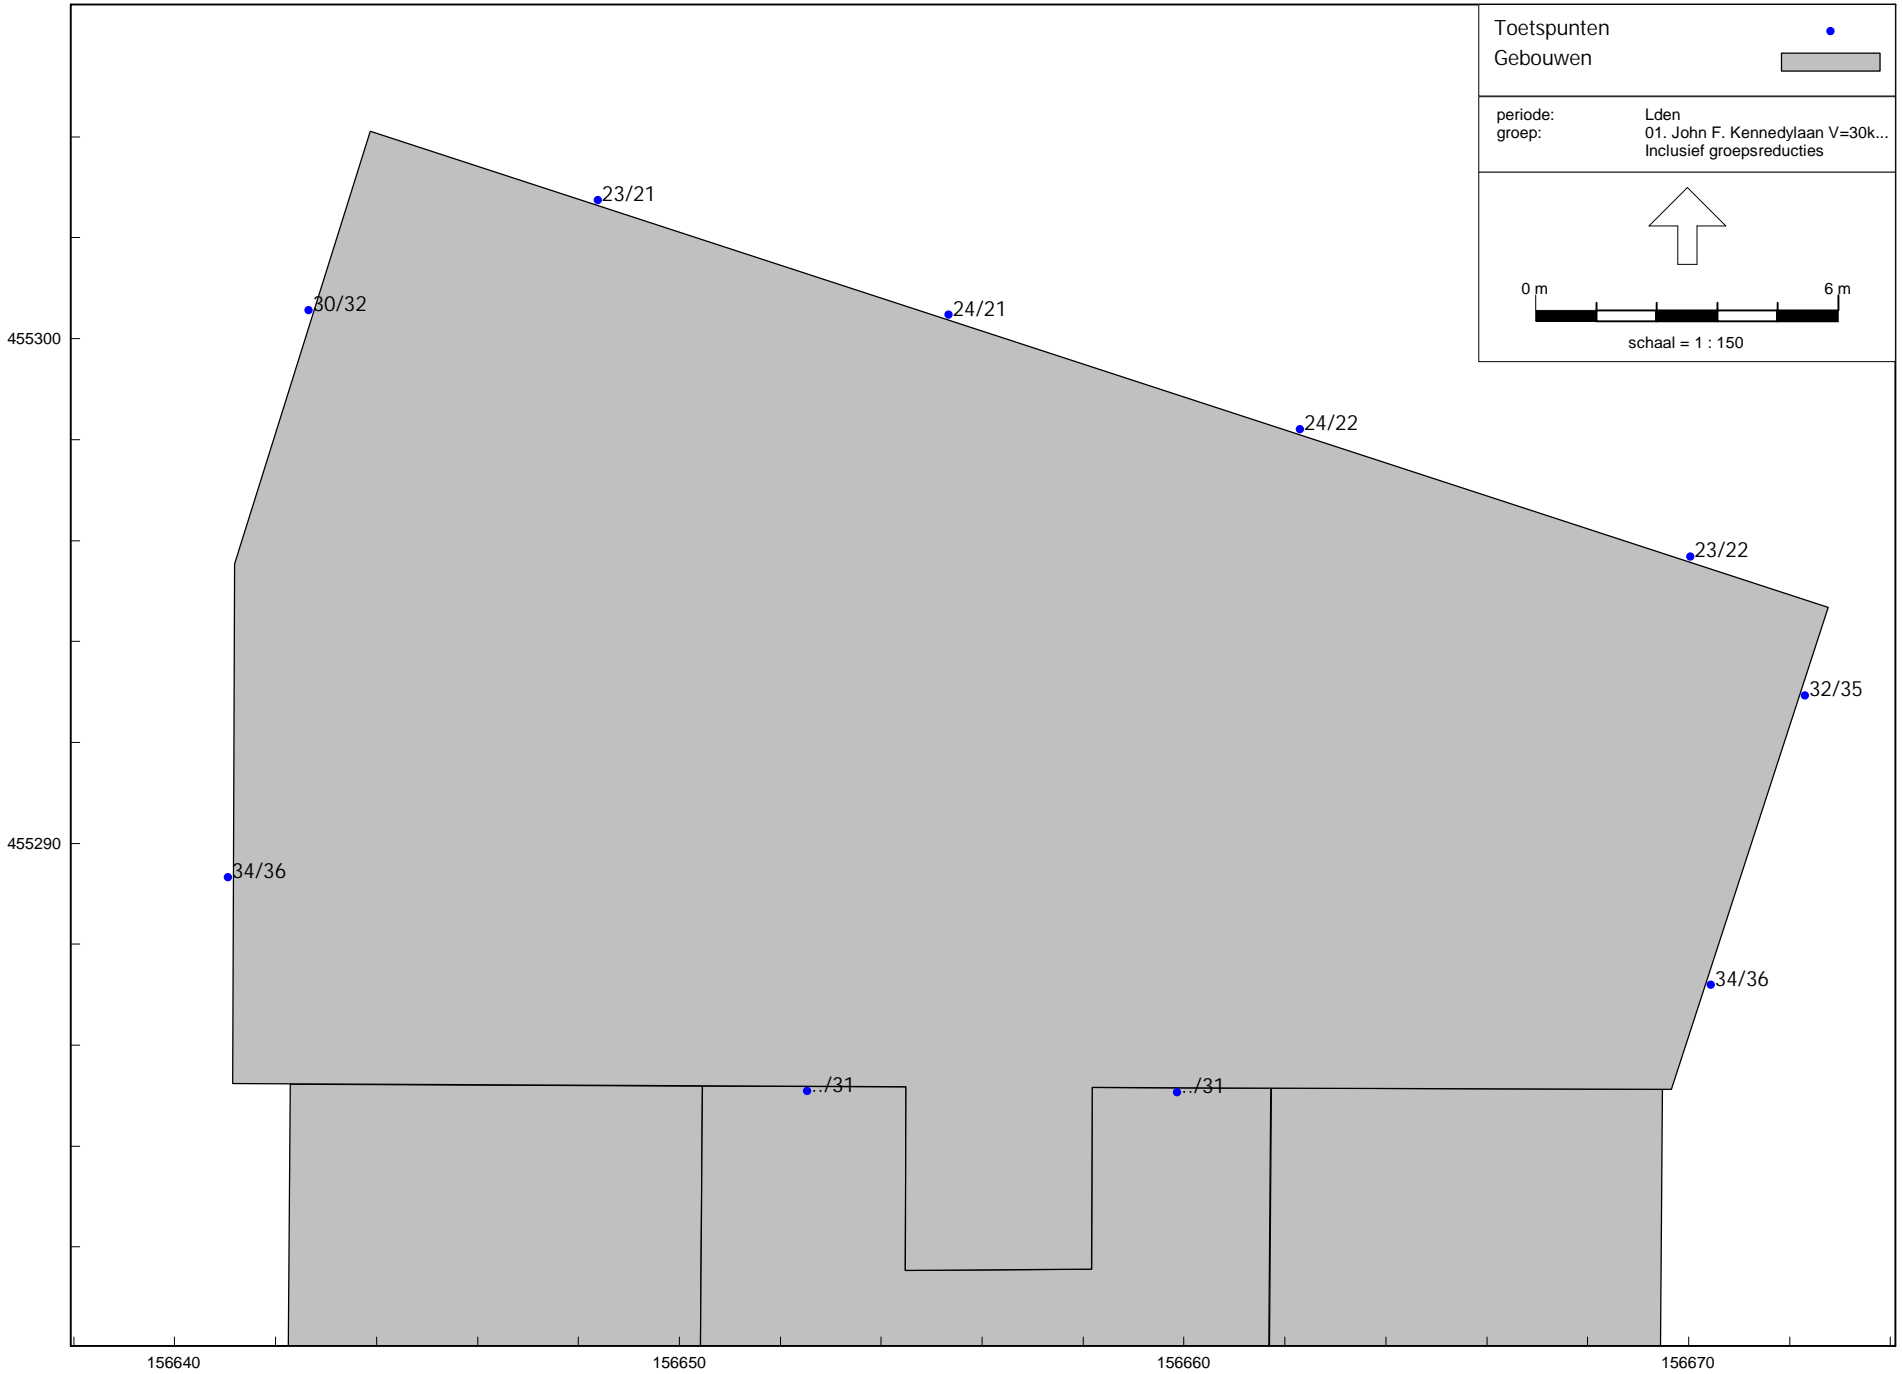 Toetspunten
Gebouwen
periode: Lden
groep: 01. John F. Kennedylaan V=30k...
Inclusief groepsreducties
0 m 6 m
schaal = 1 : 150
23/21
30/32
24/21
455300
24/22
23/22
32/35
455290
34/36
34/36
../31
../31
156640 156650 156660 156670